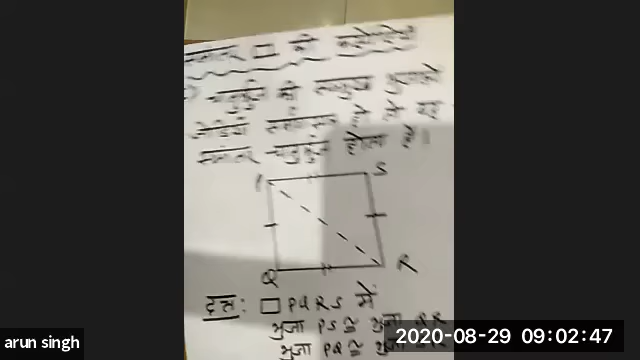 समांतर □ की कसौटियाँ
चतुर्भुज की सम्मुख भुजाओं
सर्वांगसम हो तो वह
समांतर चतुर्भुज होता है।
P S
Q R
दत्त: □ PQRS में
भुजा PS ≅ भुजा QR
भुजा PQ ≅ भुजा
arun singh
2020-08-29 09:02:47